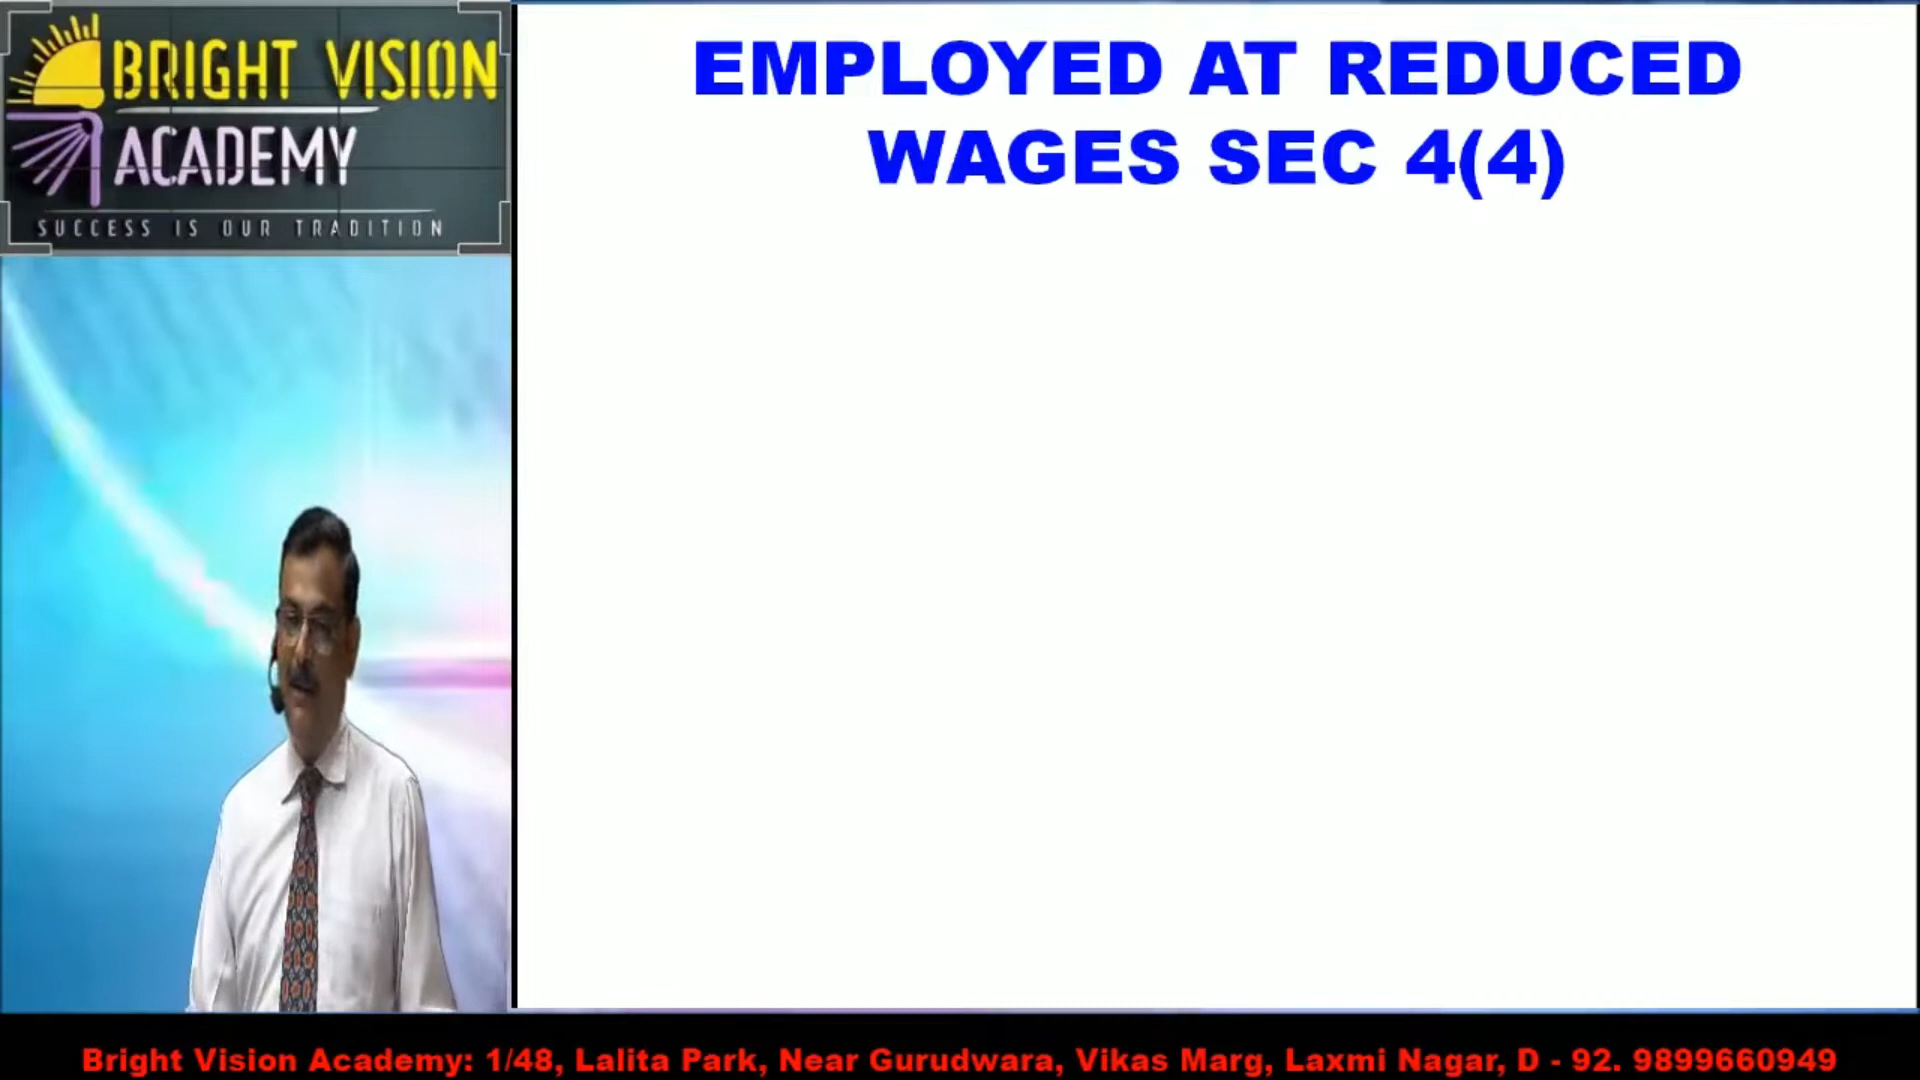 BRIGHT VISION
ACADEMY
SUCCESS IS OUR TRADITION
EMPLOYED AT REDUCED
WAGES SEC 4(4)
Bright Vision Academy: 1/48, Lalita Park, Near Gurudwara, Vikas Marg, Laxmi Nagar, D - 92. 9899660949